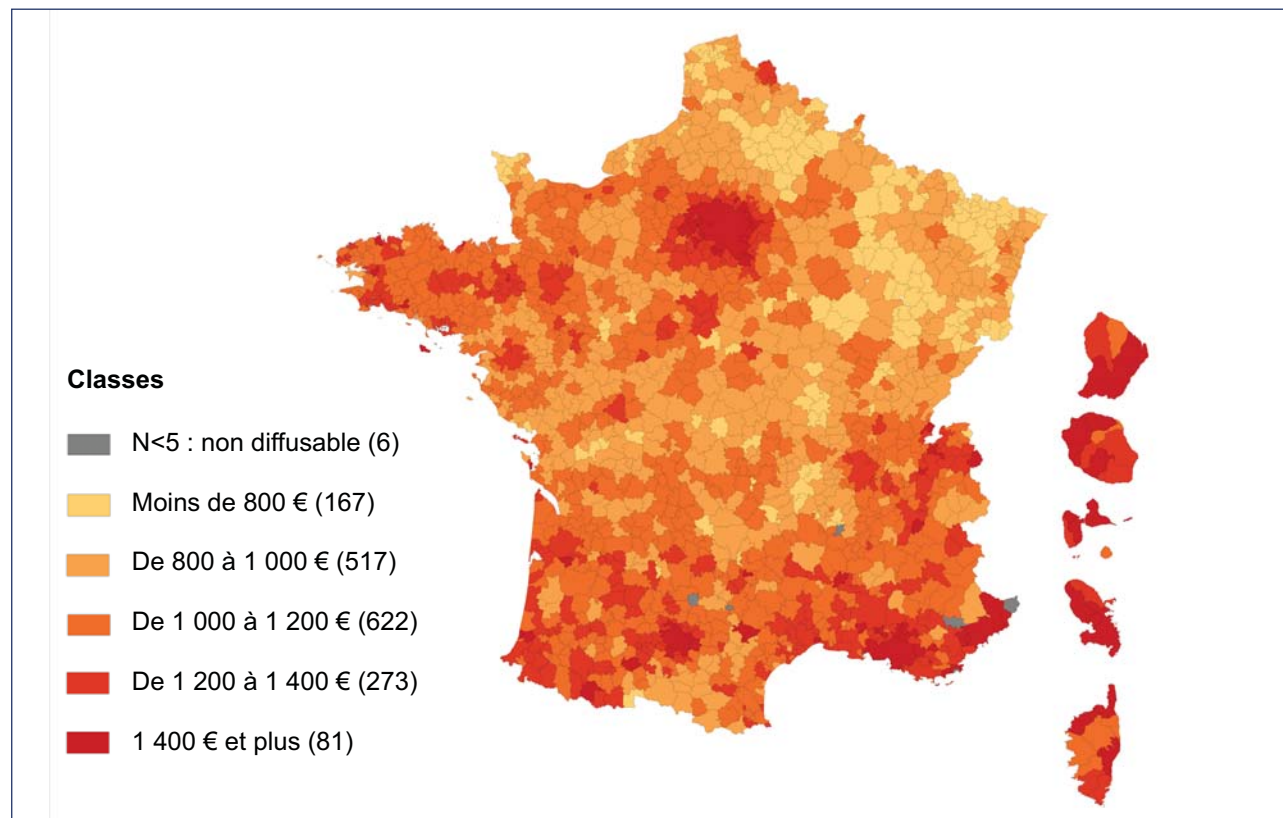 Classes
N<5 : non diffusable (6)
Moins de 800 € (167)
De 800 à 1 000 € (517)
De 1 000 à 1 200 € (622)
De 1 200 à 1 400 € (273)
1 400 € et plus (81)